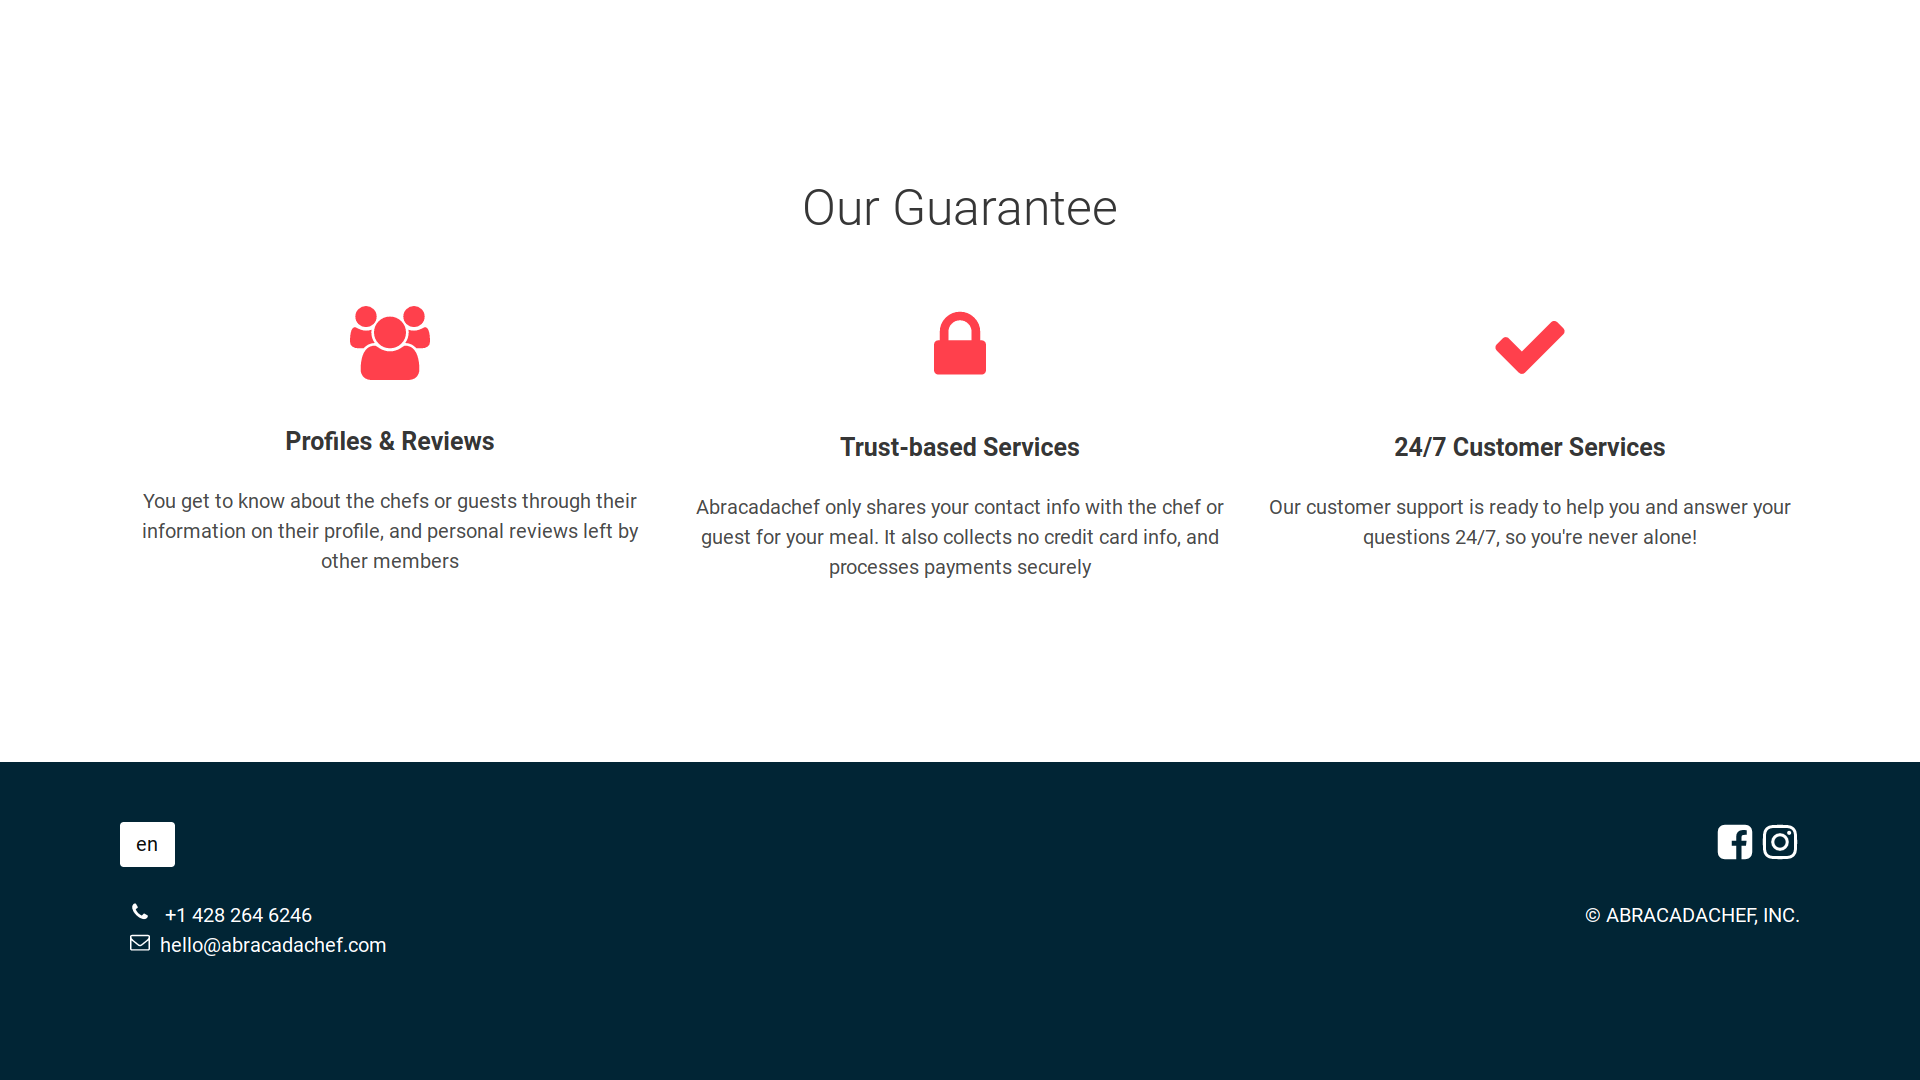 Our Guarantee
Profiles & Reviews
You get to know about the chefs or guests through their
information on their profile, and personal reviews left by
other members
Trust-based Services
Abracadachef only shares your contact info with the chef or
guest for your meal. It also collects no credit card info, and
processes payments securely
24/7 Customer Services
Our customer support is ready to help you and answer your
questions 24/7, so you're never alone!
en
+1 428 264 6246
hello@abracadachef.com
© ABRACADACHEF, INC.